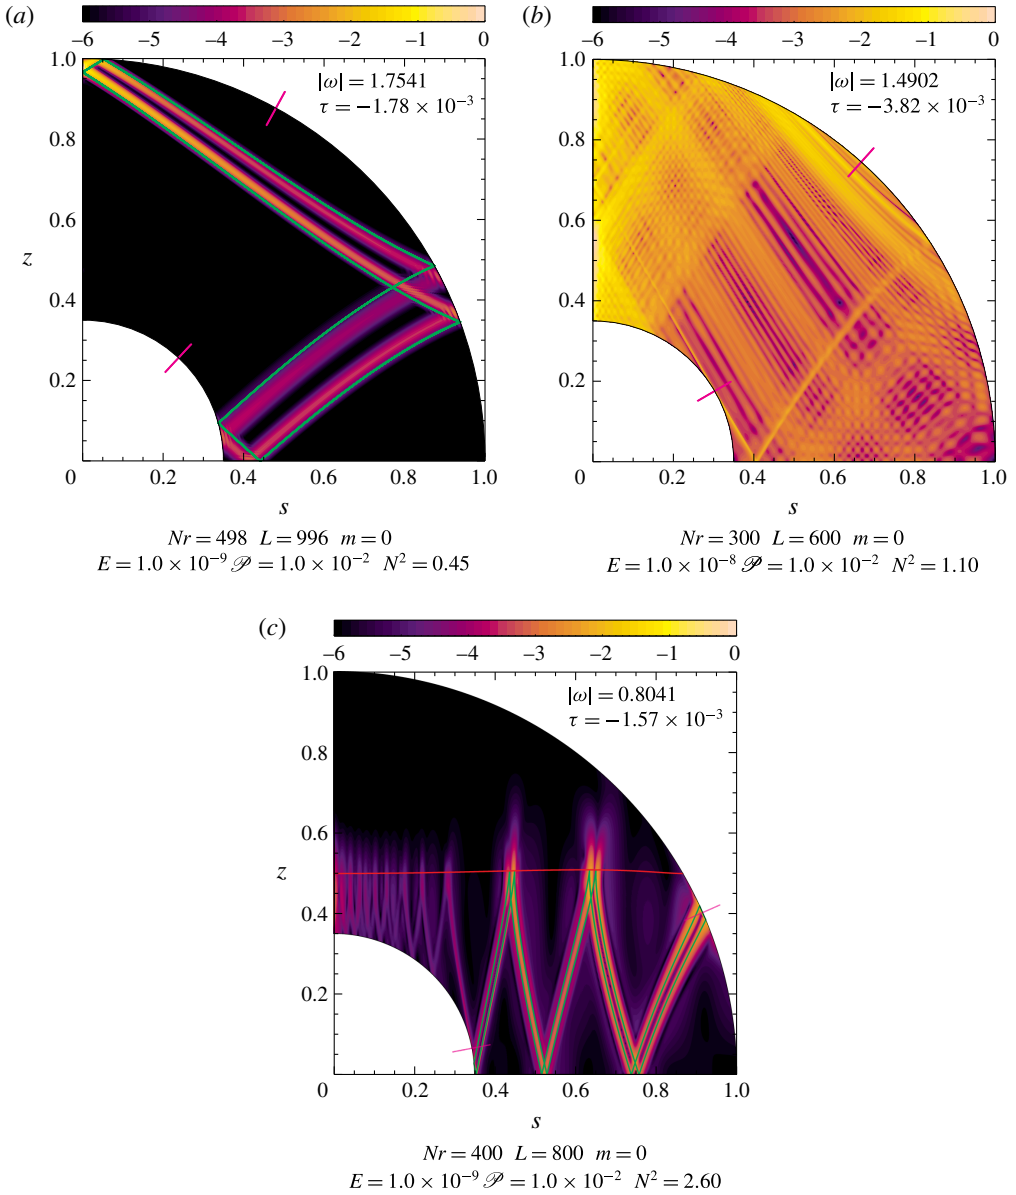 (a)
−6 −5 −4 −3 −2 −1 0
1.0
0.8
0.6
z
0.4
0.2
0 0.2 0.4 0.6 0.8 1.0
s
|ω| = 1.7541
τ = −1.78 × 10⁻³
Nr = 498 L = 996 m = 0
E = 1.0 × 10⁻⁹ 𝒫 = 1.0 × 10⁻² N² = 0.45
(b)
−6 −5 −4 −3 −2 −1 0
1.0
0.8
0.6
0.4
0.2
0 0.2 0.4 0.6 0.8 1.0
s
|ω| = 1.4902
τ = −3.82 × 10⁻³
Nr = 300 L = 600 m = 0
E = 1.0 × 10⁻⁸ 𝒫 = 1.0 × 10⁻² N² = 1.10
(c)
−6 −5 −4 −3 −2 −1 0
1.0
0.8
0.6
z
0.4
0.2
0 0.2 0.4 0.6 0.8 1.0
s
|ω| = 0.8041
τ = −1.57 × 10⁻³
Nr = 400 L = 800 m = 0
E = 1.0 × 10⁻⁹ 𝒫 = 1.0 × 10⁻² N² = 2.60